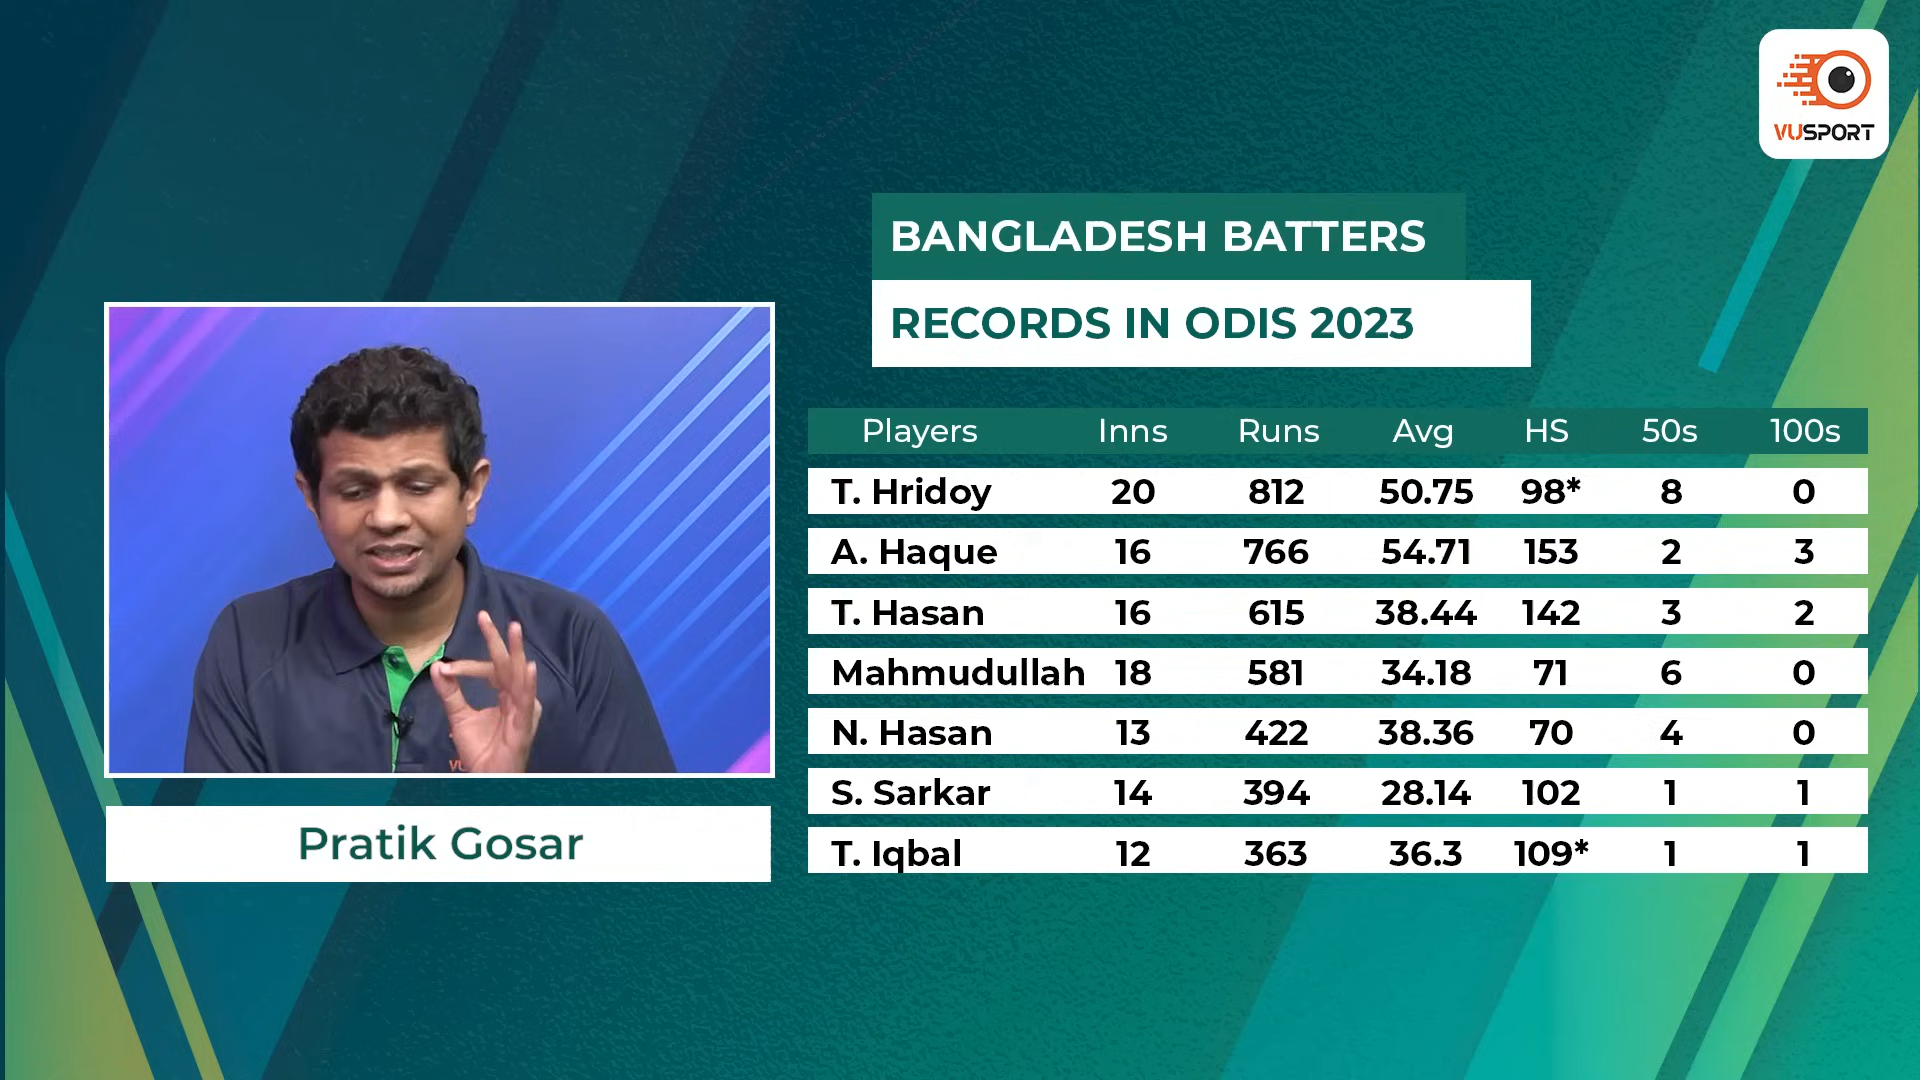 VUSPORT
BANGLADESH BATTERS
RECORDS IN ODIS 2023
Players Inns Runs Avg HS 50s 100s
T. Hridoy 20 812 50.75 98* 8 0
A. Haque 16 766 54.71 153 2 3
T. Hasan 16 615 38.44 142 3 2
Mahmudullah 18 581 34.18 71 6 0
N. Hasan 13 422 38.36 70 4 0
S. Sarkar 14 394 28.14 102 1 1
T. Iqbal 12 363 36.3 109* 1 1
Pratik Gosar